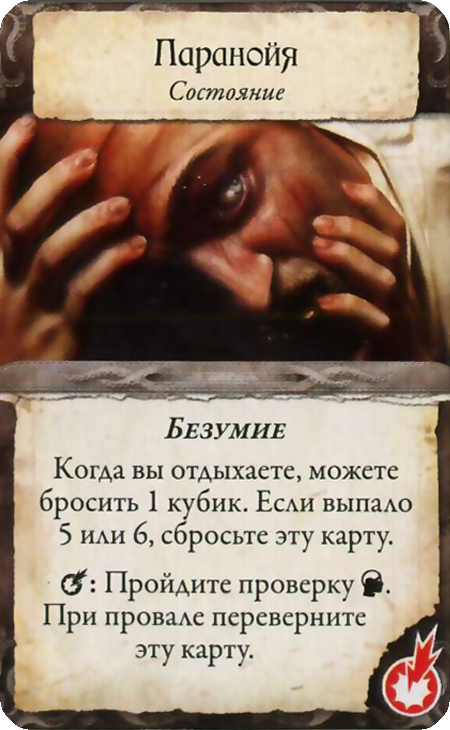 Паранойя
Состояние
Безумие
Когда вы отдыхаете, можете
бросить 1 кубик. Если выпало
5 или 6, сбросьте эту карту.
: Пройдите проверку .
При провале переверните
эту карту.